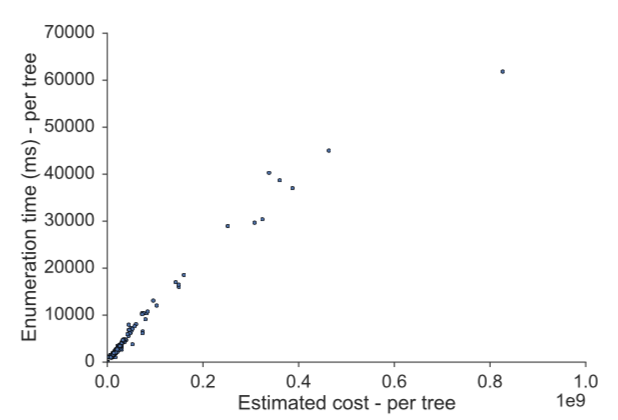 70000
60000
50000
40000
30000
20000
10000
0
Enumeration time (ms) - per tree
0.0 0.2 0.4 0.6 0.8 1.0
1e9
Estimated cost - per tree